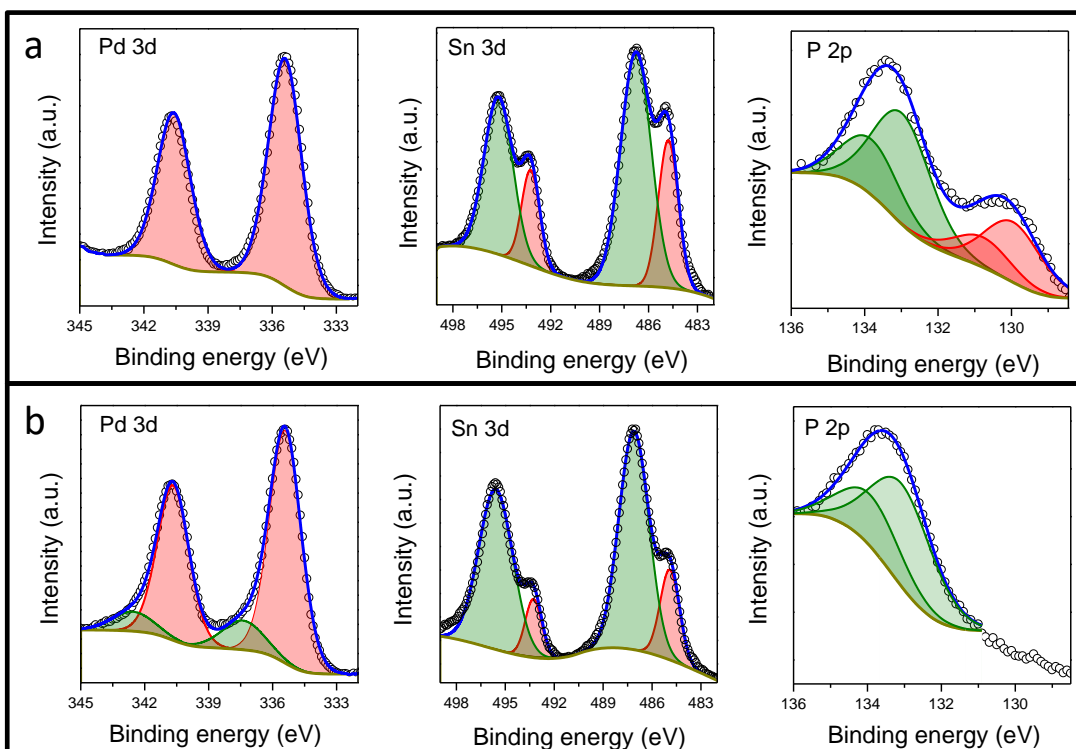 a
Pd 3d
Intensity (a.u.)
345 342 339 336 333
Binding energy (eV)
Sn 3d
Intensity (a.u.)
498 495 492 489 486 483
Binding energy (eV)
P 2p
Intensity (a.u.)
136 134 132 130
Binding energy (eV)
b
Pd 3d
Intensity (a.u.)
345 342 339 336 333
Binding energy (eV)
Sn 3d
Intensity (a.u.)
498 495 492 489 486 483
Binding energy (eV)
P 2p
Intensity (a.u.)
136 134 132 130
Binding energy (eV)